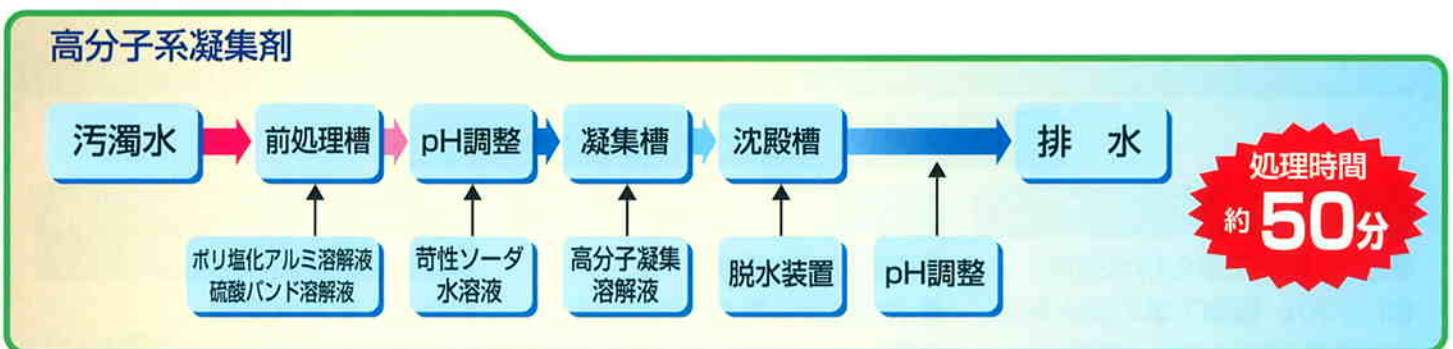 高分子系凝集剤
汚濁水
前処理槽
pH調整
凝集槽
沈殿槽
排 水
処理時間
約50分
ポリ塩化アルミ溶解液
硫酸バンド溶解液
苛性ソーダ
水溶液
高分子凝集
溶解液
脱水装置
pH調整